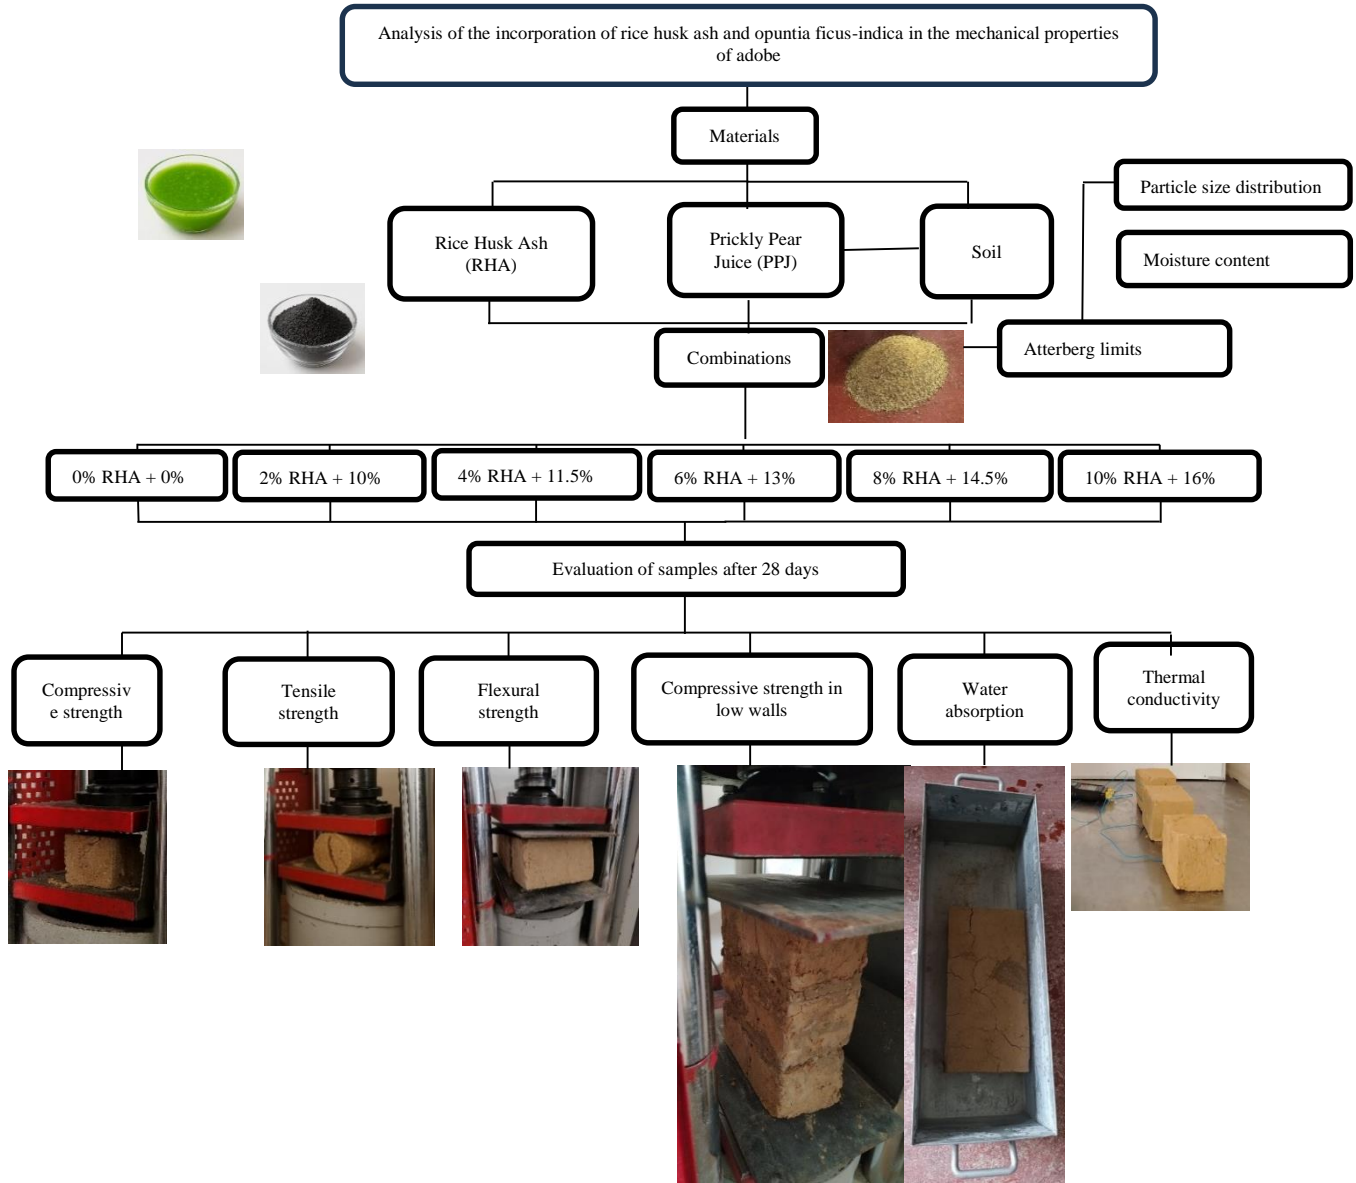 Analysis of the incorporation of rice husk ash and opuntia ficus-indica in the mechanical properties
of adobe
Materials
Rice Husk Ash
(RHA)
Prickly Pear
Juice (PPJ)
Soil
Particle size distribution
Moisture content
Atterberg limits
Combinations
0% RHA + 0%
2% RHA + 10%
4% RHA + 11.5%
6% RHA + 13%
8% RHA + 14.5%
10% RHA + 16%
Evaluation of samples after 28 days
Compressiv
e strength
Tensile
strength
Flexural
strength
Compressive strength in
low walls
Water
absorption
Thermal
conductivity